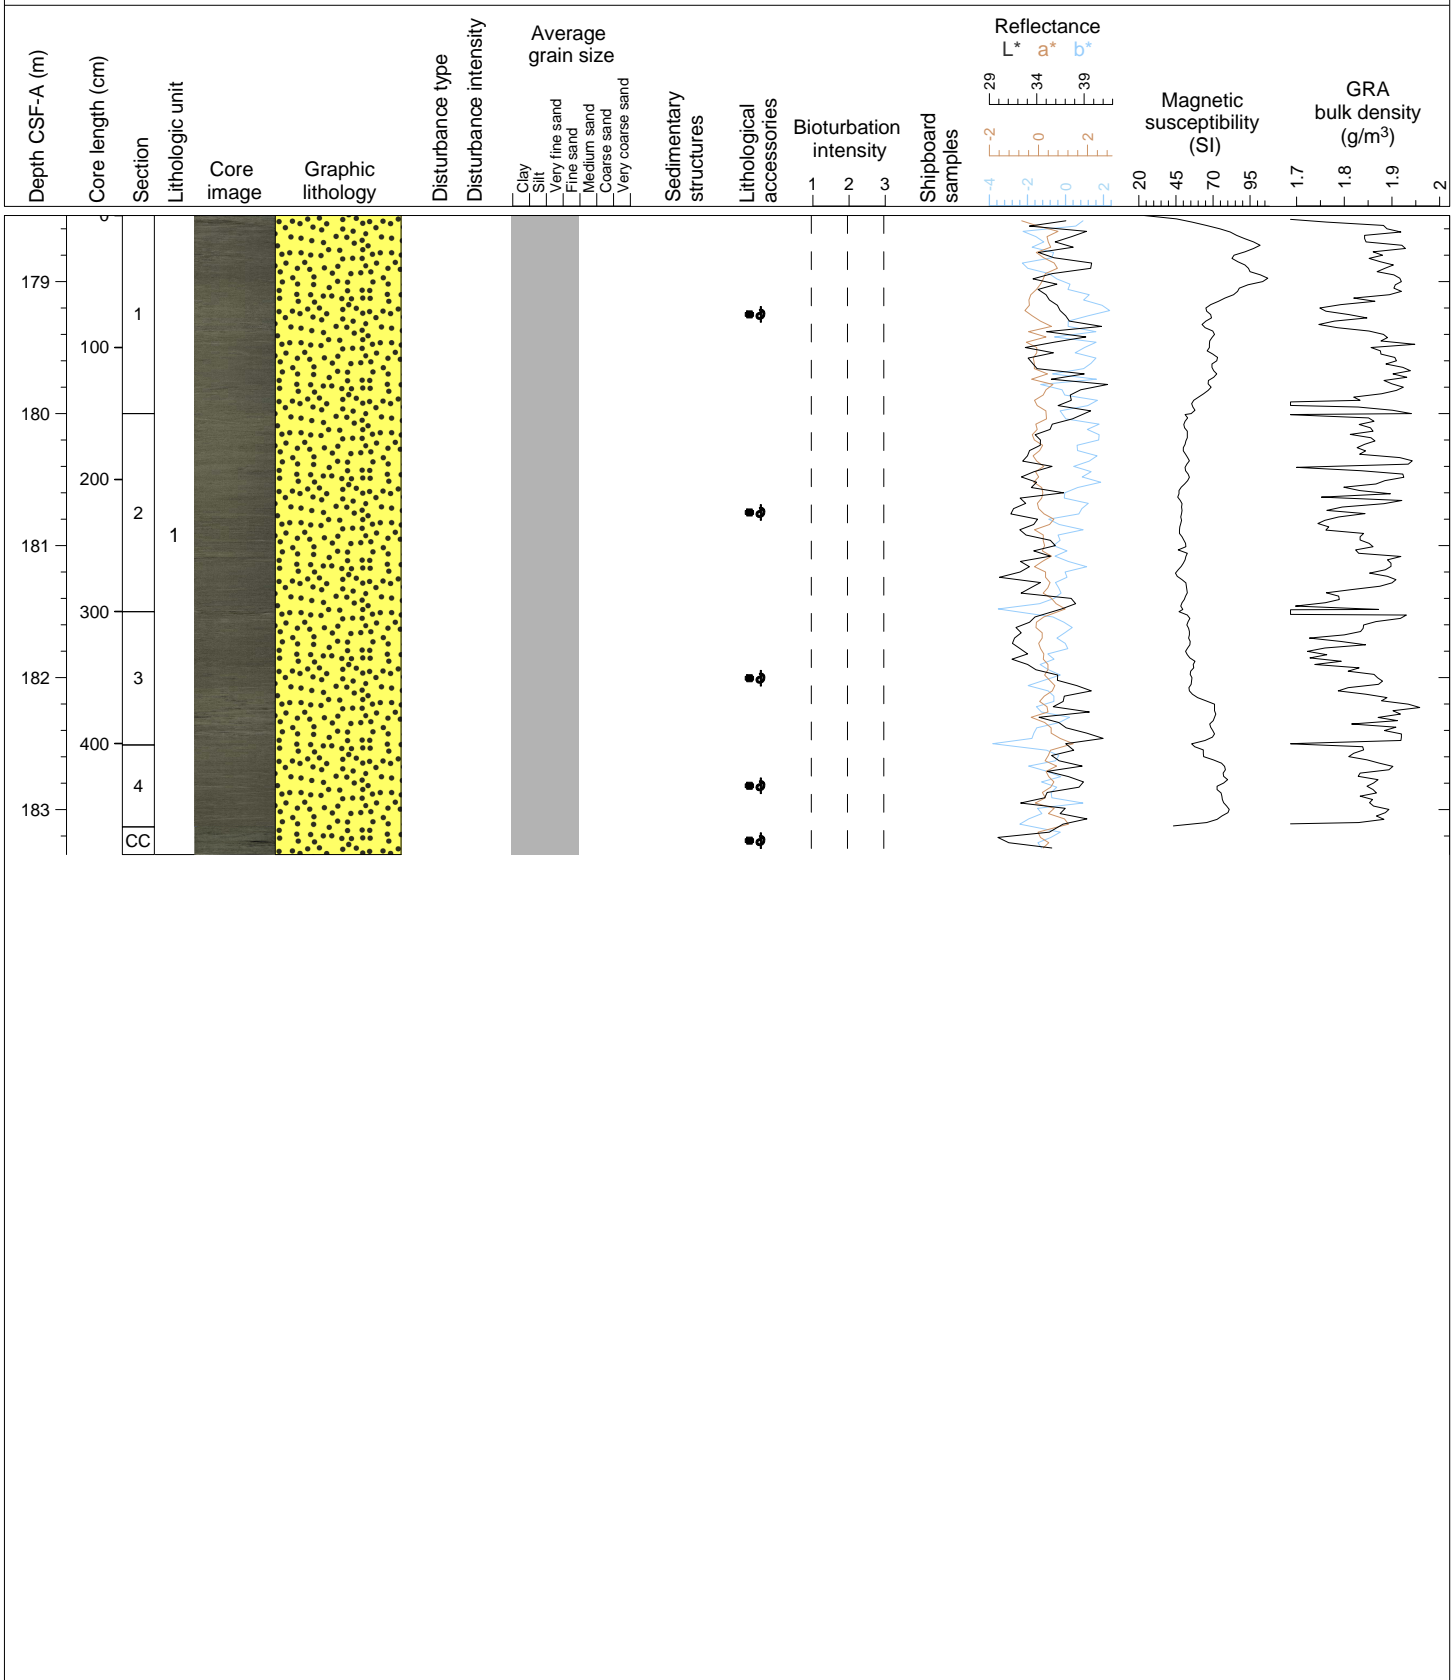 Depth CSF-A (m)
Core length (cm)
Section
Lithologic unit
Core
image
Graphic
lithology
Disturbance type
Disturbance intensity
Average
grain size
Clay
Silt
Very fine sand
Fine sand
Medium sand
Coarse sand
Very coarse sand
Sedimentary
structures
Lithological
accessories
Bioturbation
intensity
1 2 3
Shipboard
samples
Reflectance
L* a* b*
29 34 39
-2 0 2
-4 -2 0 2
Magnetic
susceptibility
(SI)
20 45 70 95
GRA
bulk density
(g/m³)
1.7 1.8 1.9 2
0
179
1
100
180
200
2
1
181
300
182
3
400
4
183
CC